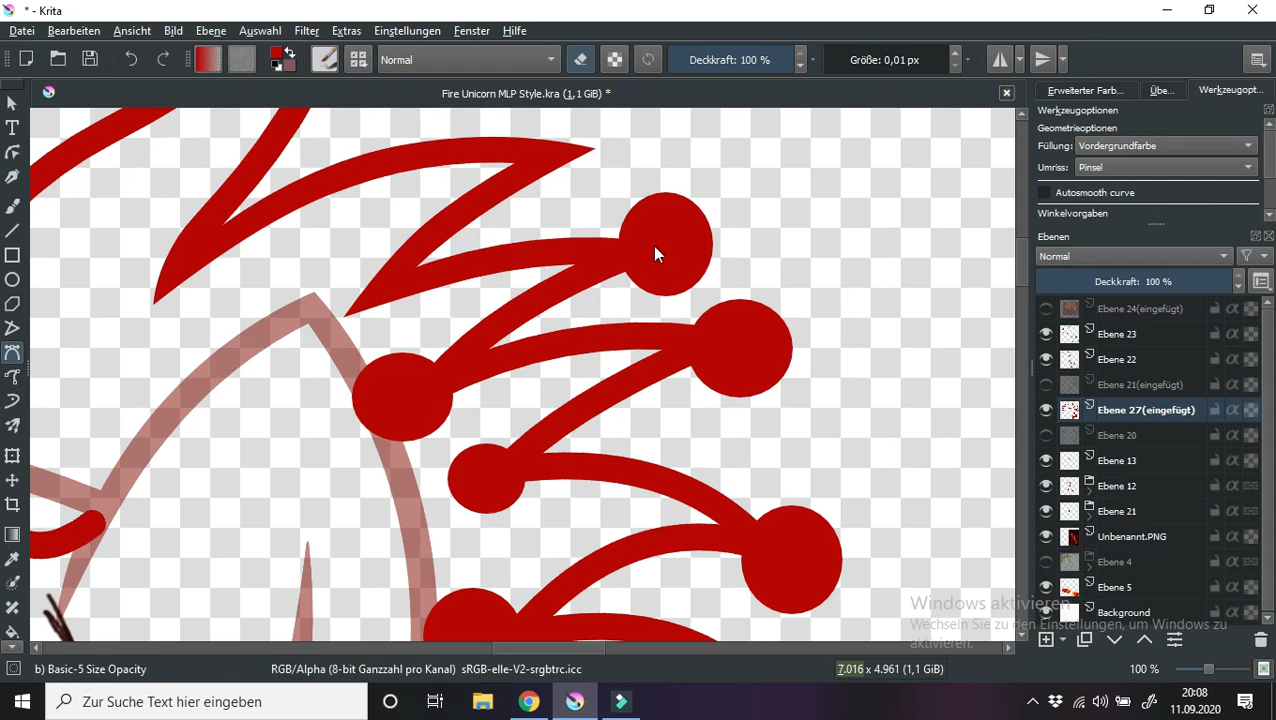 * - Krita
Datei Bearbeiten Ansicht Bild Ebene Auswahl Filter Extras Einstellungen Fenster Hilfe
Normal Deckkraft: 100 % Größe: 0,01 px
Fire Unicorn MLP Style.kra (1,1 GiB) *
Erweiterter Farb... Übe... Werkzeugopt...
Werkzeugoptionen
Geometrieoptionen
Füllung: Vordergrundfarbe
Umriss: Pinsel
Autosmooth curve
Winkelvorgaben
Ebenen
Normal
Deckkraft: 100 %
Ebene 24(eingefügt)
Ebene 23
Ebene 22
Ebene 21(eingefügt)
Ebene 27(eingefügt)
Ebene 20
Ebene 13
Ebene 12
Ebene 21
Unbenannt.PNG
Ebene 4
Ebene 5
Background
Windows aktivieren
Wechseln Sie zu den Einstellungen, um Windows zu
aktivieren.
b) Basic-5 Size Opacity RGB/Alpha (8-bit Ganzzahl pro Kanal) sRGB-elle-V2-srgbtrc.icc 7.016 x 4.961 (1,1 GiB) 100 %
Zur Suche Text hier eingeben 20:08
11.09.2020